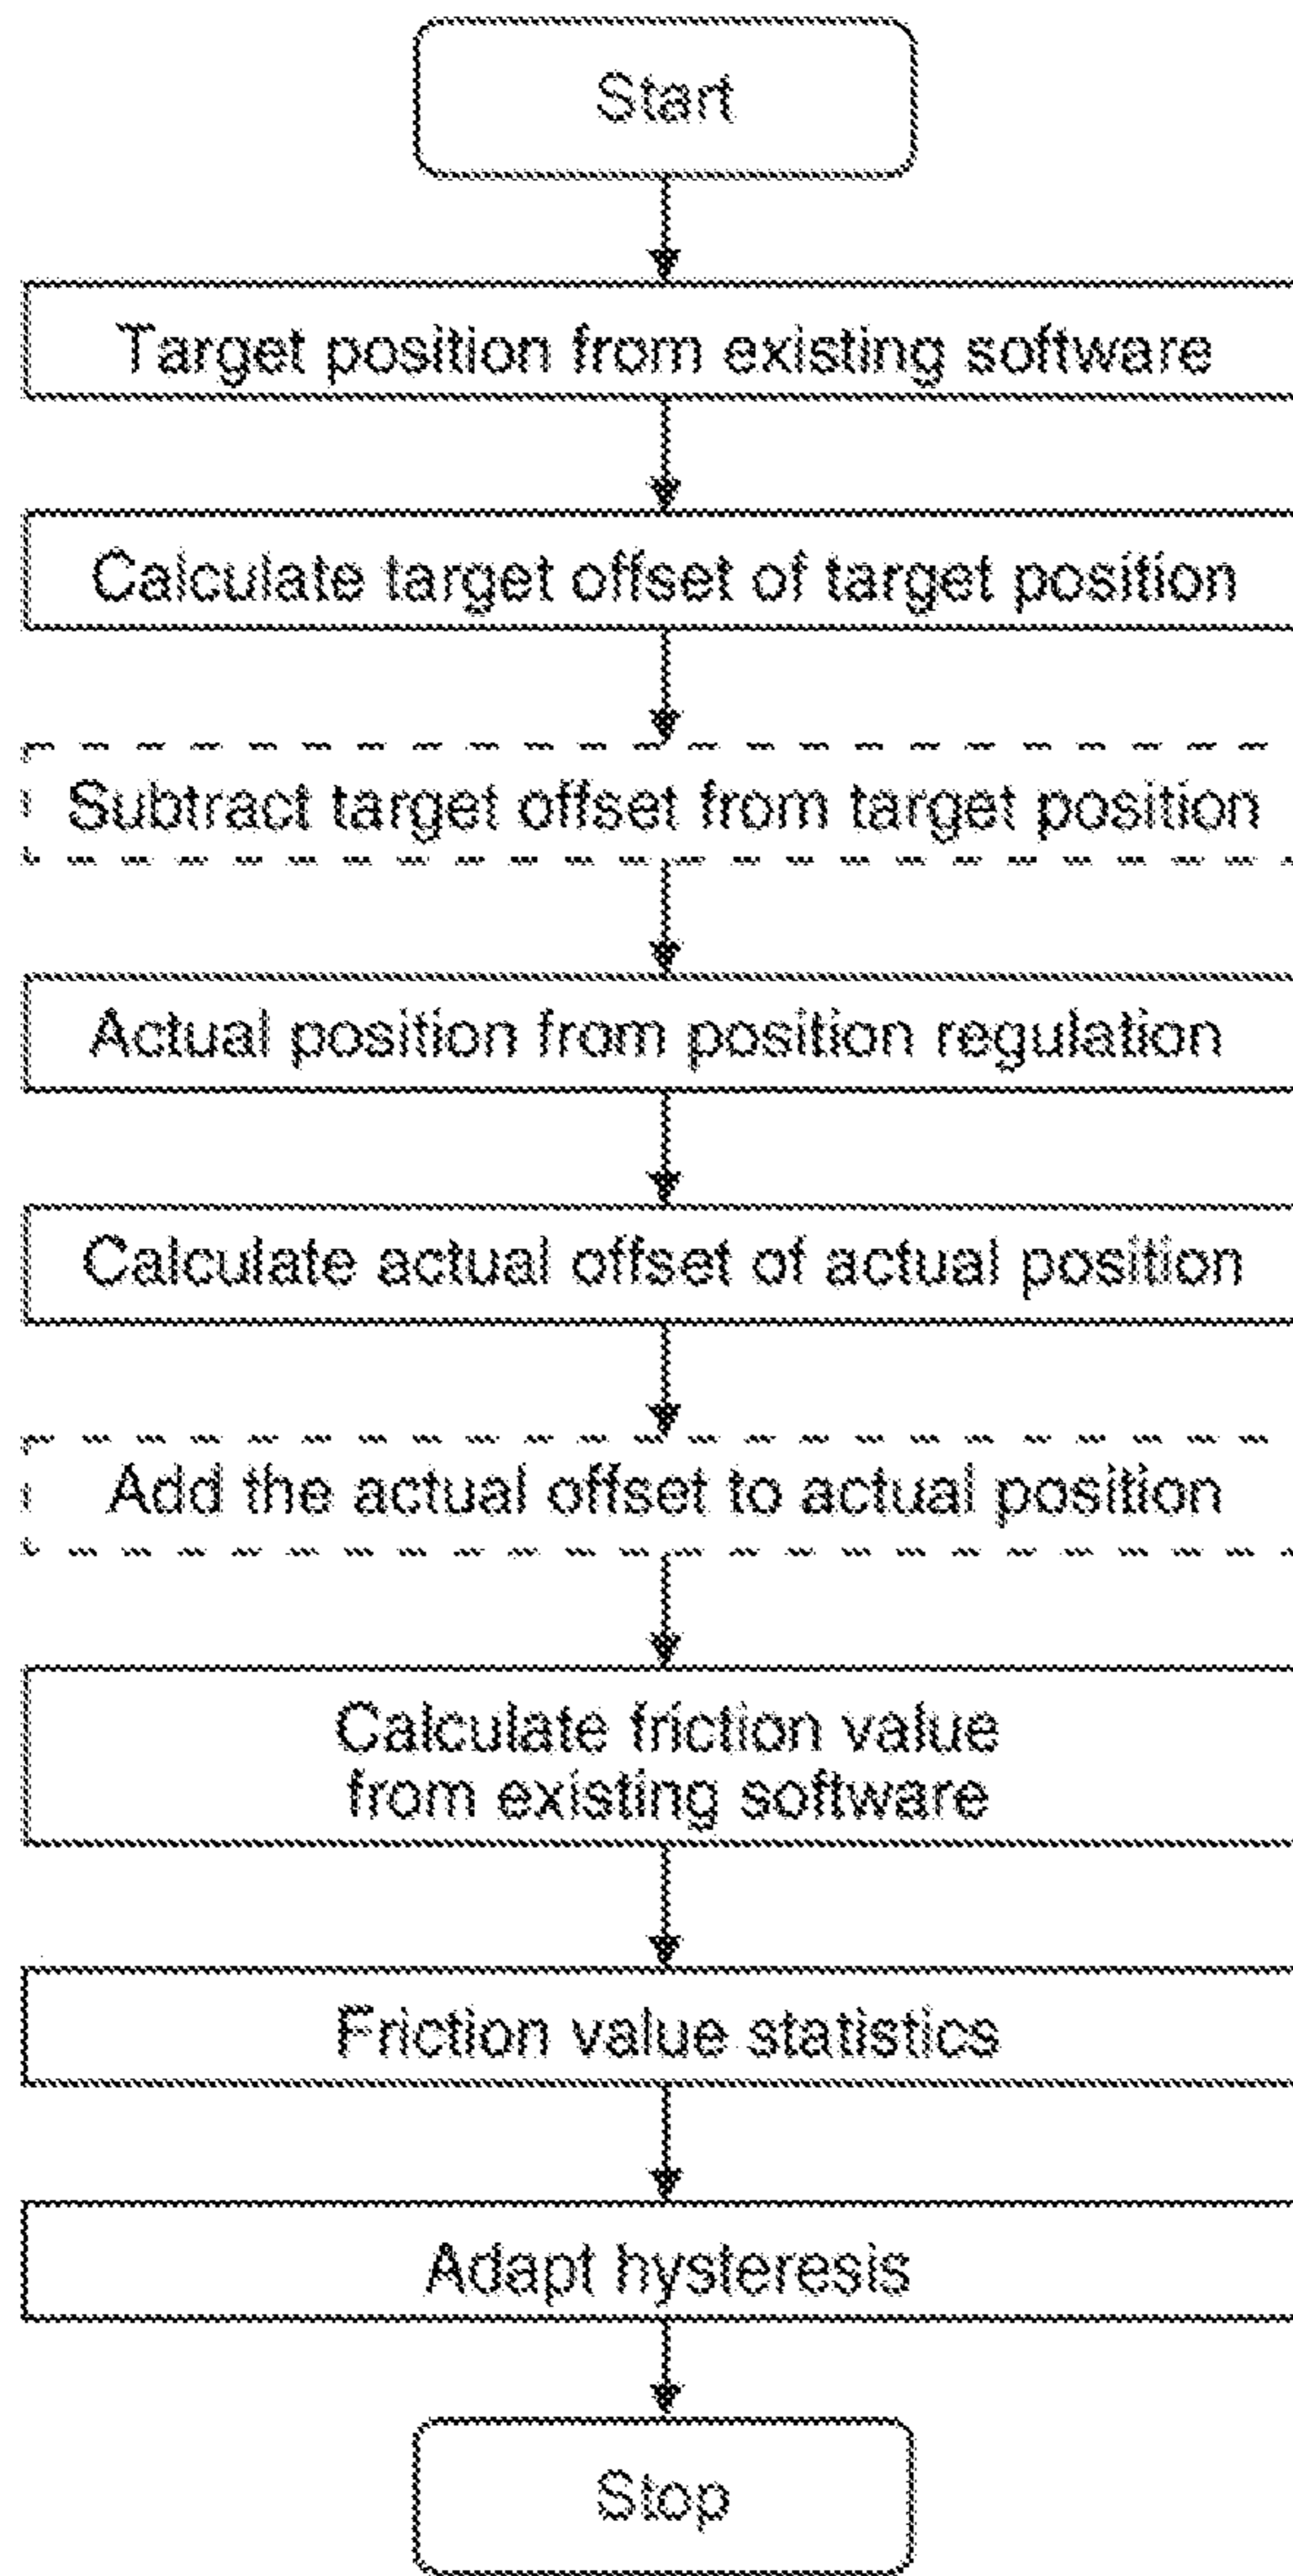 Start
Target position from existing software
Calculate target offset of target position
Subtract target offset from target position
Actual position from position regulation
Calculate actual offset of actual position
Add the actual offset to actual position
Calculate friction value
from existing software
Friction value statistics
Adapt hysteresis
Stop